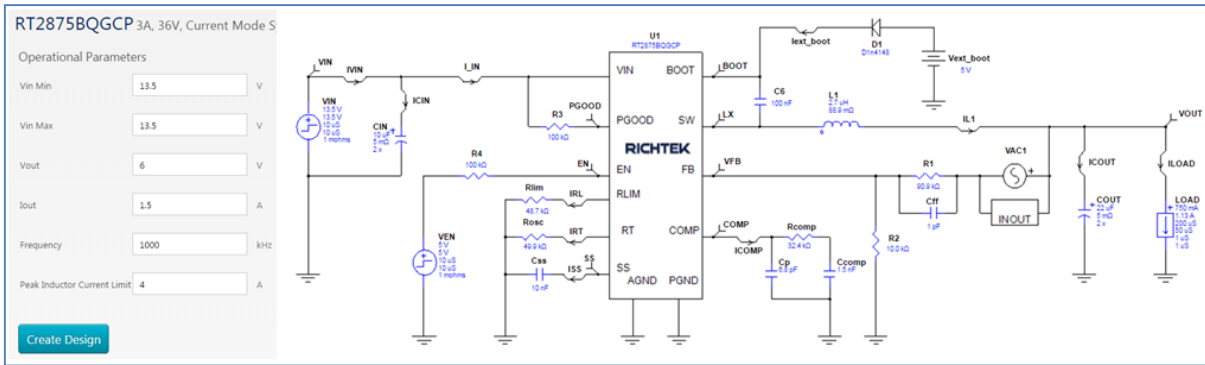 RT2875BQGCP 3A, 36V, Current Mode S
Operational Parameters
Vin Min 13.5 V
Vin Max 13.5 V
Vout 6 V
Iout 1.5 A
Frequency 1000 kHz
Peak Inductor Current Limit 4 A
Create Design
VIN
IVIN
I_IN
ICIN
VIN
13.5 V
13.5 V
10 uS
10 uS
1 mohms
CIN
10 uF
5 mΩ
2 x
R3
100 kΩ
PGOOD
R4
100 kΩ
EN
VEN
5 V
5 V
10 uS
10 uS
1 mohms
Rlim
48.7 kΩ
IRL
Rosc
49.9 kΩ
IRT
Css
10 nF
ISS
SS
U1
RT2875BQGCP
VIN
BOOT
PGOOD
SW
RICHTEK
EN
FB
RLIM
RT
COMP
SS
AGND
PGND
BOOT
Iext_boot
D1
D1n4148
Vext_boot
5 V
C6
100 nF
LX
L1
2.7 uH
68.9 mΩ
IL1
VOUT
VFB
R1
90.9 kΩ
Cff
1 pF
VAC1
INOUT
R2
10.0 kΩ
COMP
ICOMP
Rcomp
32.4 kΩ
Cp
6.8 pF
Ccomp
1.5 nF
ICOUT
COUT
22 uF
5 mΩ
2 x
ILOAD
LOAD
750 mA
1.13 A
200 uS
50 uS
1 uS
1 uS